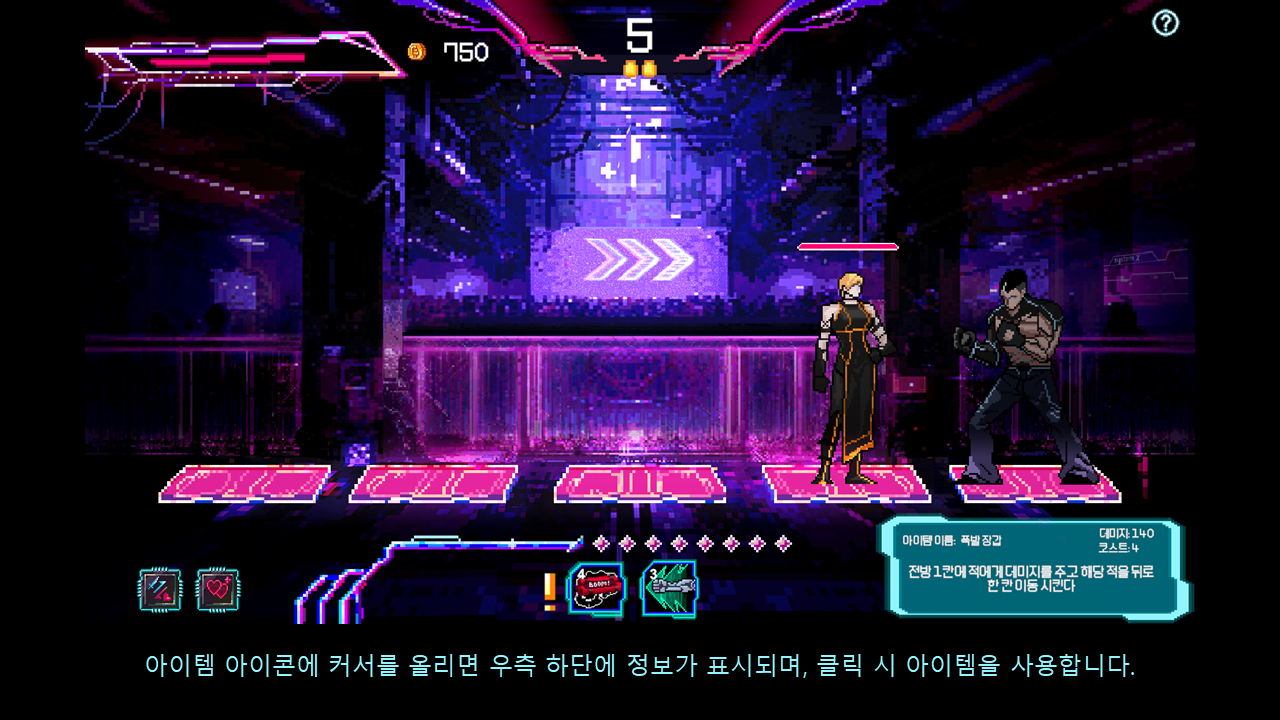 5
750
?
아이템 이름: 폭발 장갑
데미지: 140
코스트: 4
전방 1칸에 적에게 데미지를 주고 해당 적을 뒤로
한 칸 이동 시킨다
4
3
아이템 아이콘에 커서를 올리면 우측 하단에 정보가 표시되며, 클릭 시 아이템을 사용합니다.